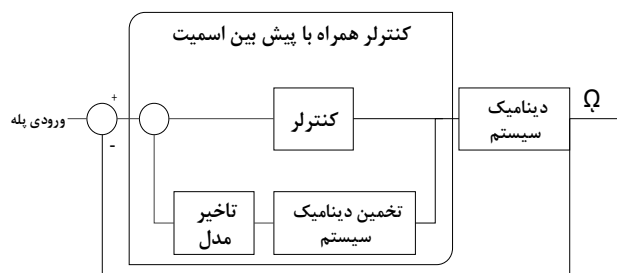 کنترلر همراه با پیش بین اسمیت
ورودی پله
+
-
کنترلر
دینامیک
سیستم
Ω
تاخیر
مدل
تخمین دینامیک
سیستم